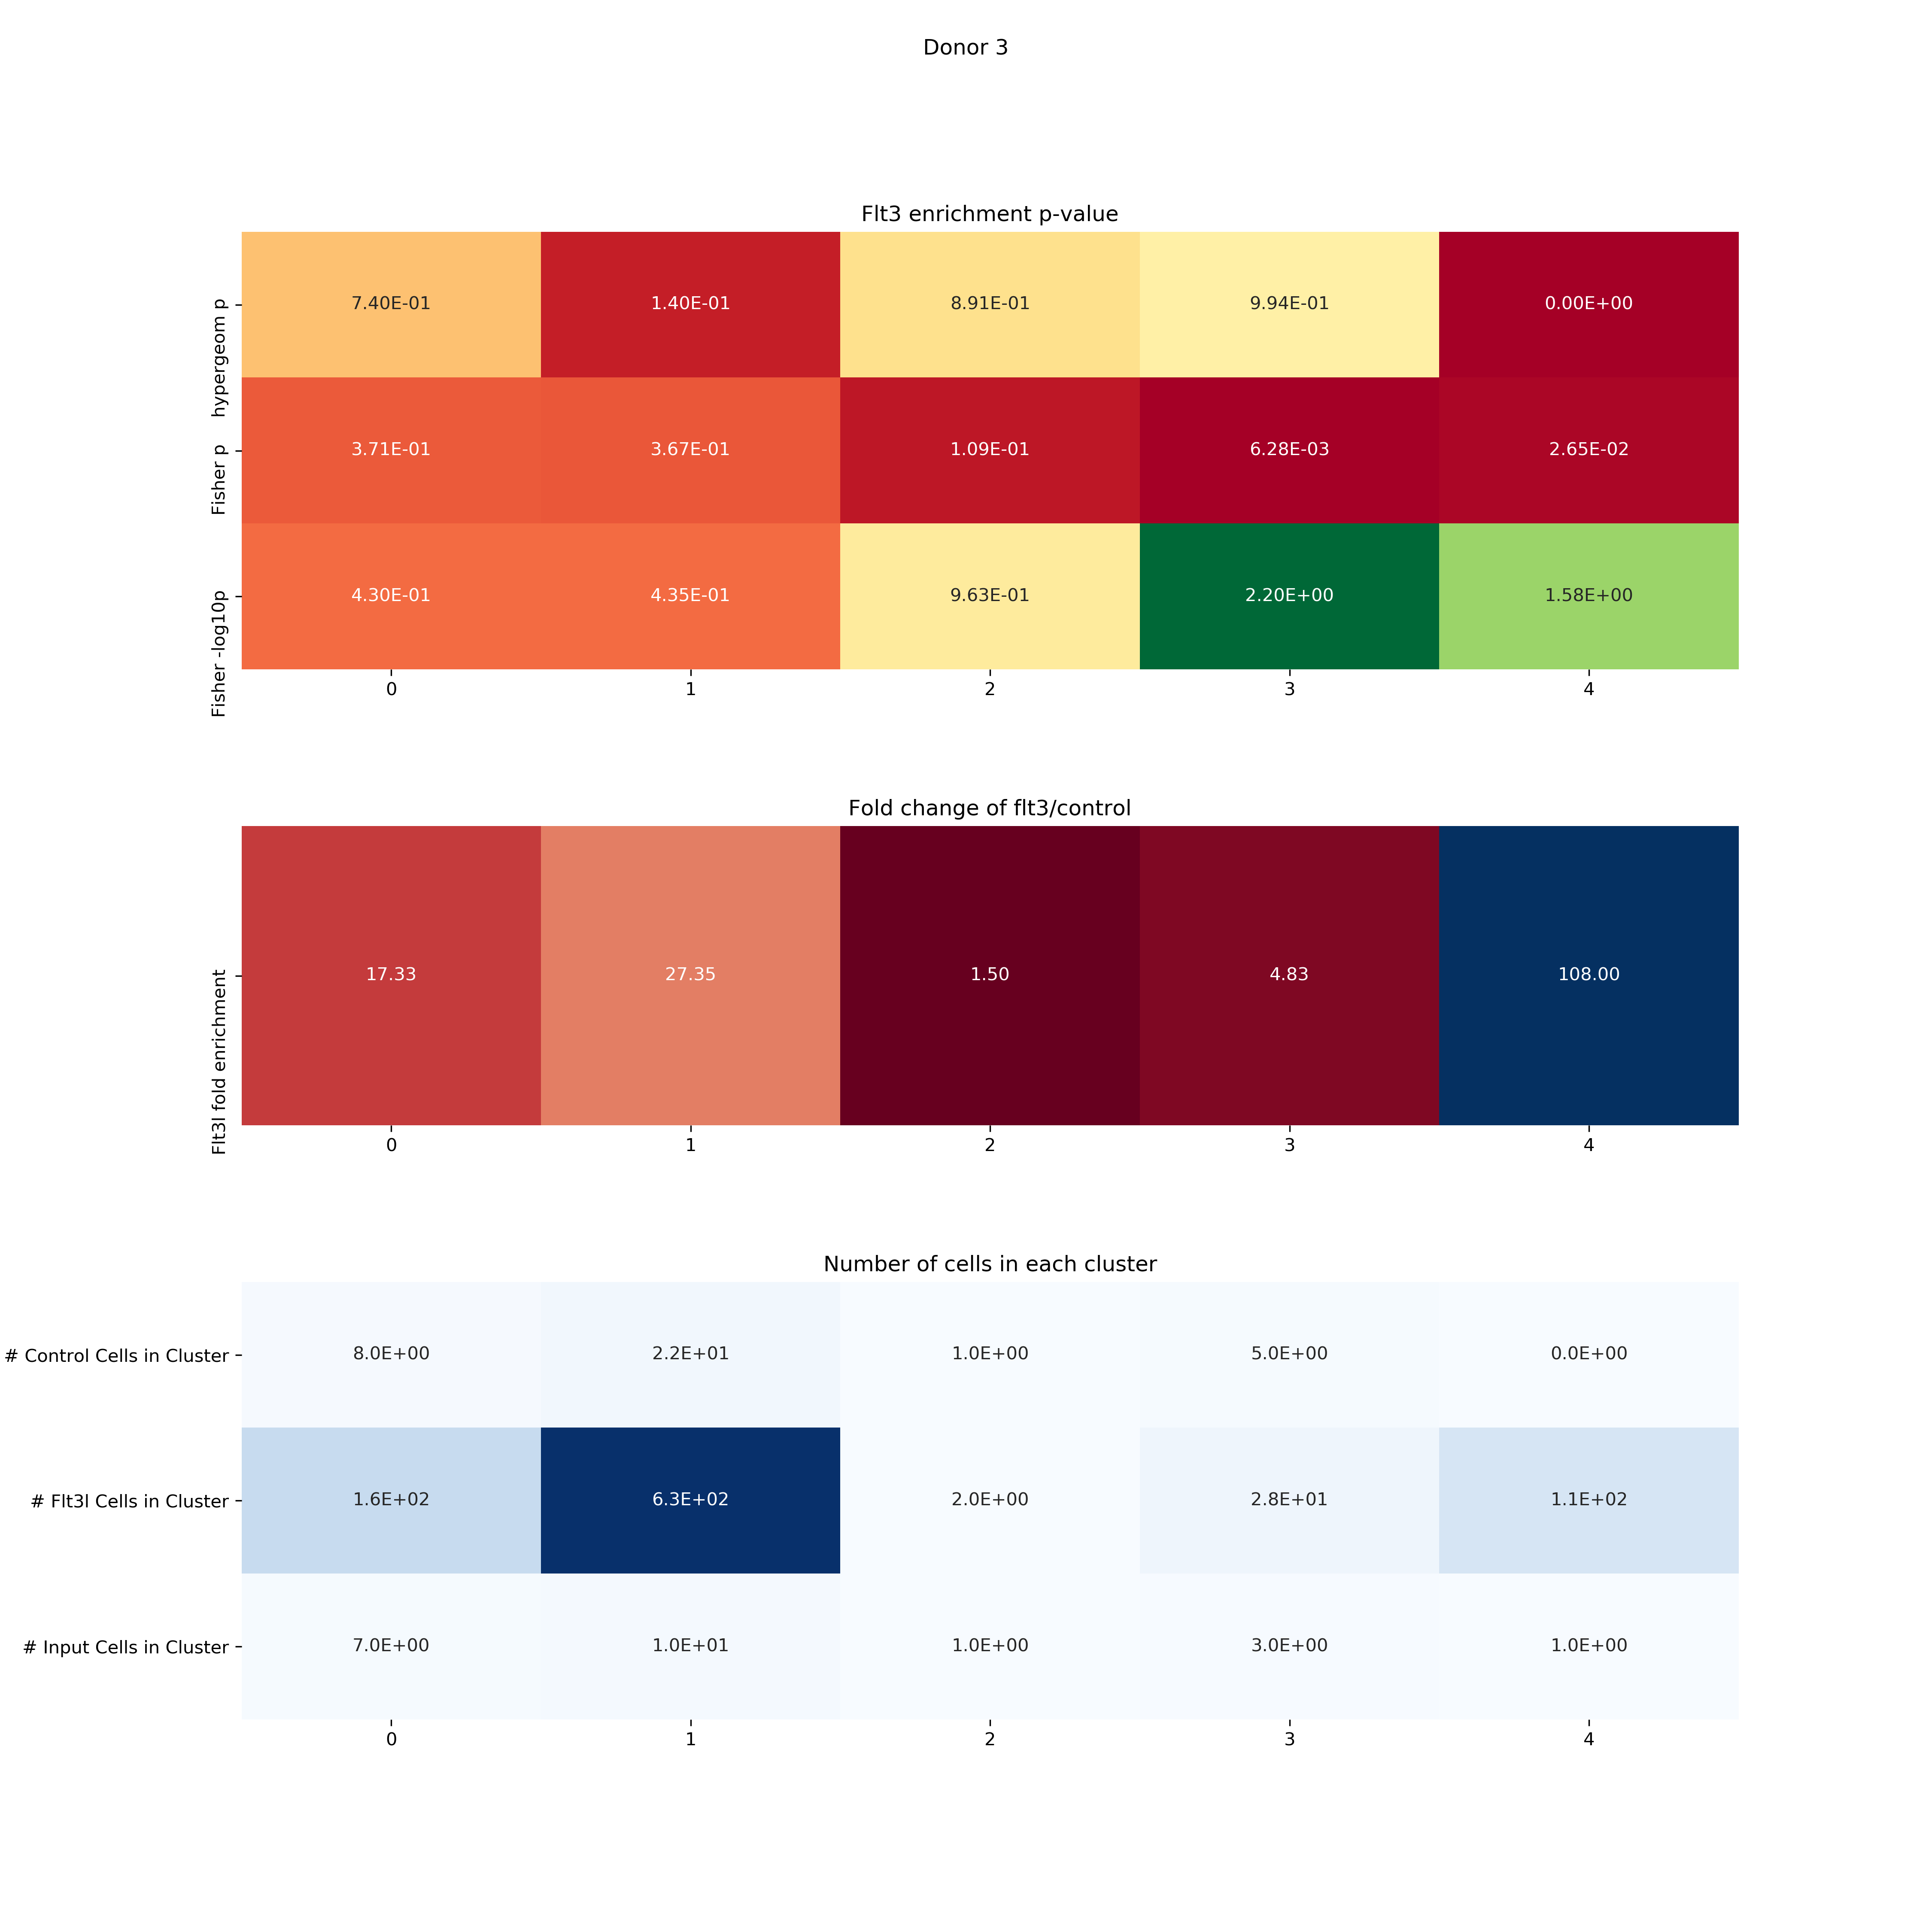 Donor 3
Flt3 enrichment p-value
hypergeom p
7.40E-01 1.40E-01 8.91E-01 9.94E-01 0.00E+00
Fisher p
3.71E-01 3.67E-01 1.09E-01 6.28E-03 2.65E-02
Fisher -log10p
4.30E-01 4.35E-01 9.63E-01 2.20E+00 1.58E+00
0 1 2 3 4
Fold change of flt3/control
Flt3l fold enrichment
17.33 27.35 1.50 4.83 108.00
0 1 2 3 4
Number of cells in each cluster
# Control Cells in Cluster 8.0E+00 2.2E+01 1.0E+00 5.0E+00 0.0E+00
# Flt3l Cells in Cluster 1.6E+02 6.3E+02 2.0E+00 2.8E+01 1.1E+02
# Input Cells in Cluster 7.0E+00 1.0E+01 1.0E+00 3.0E+00 1.0E+00
0 1 2 3 4